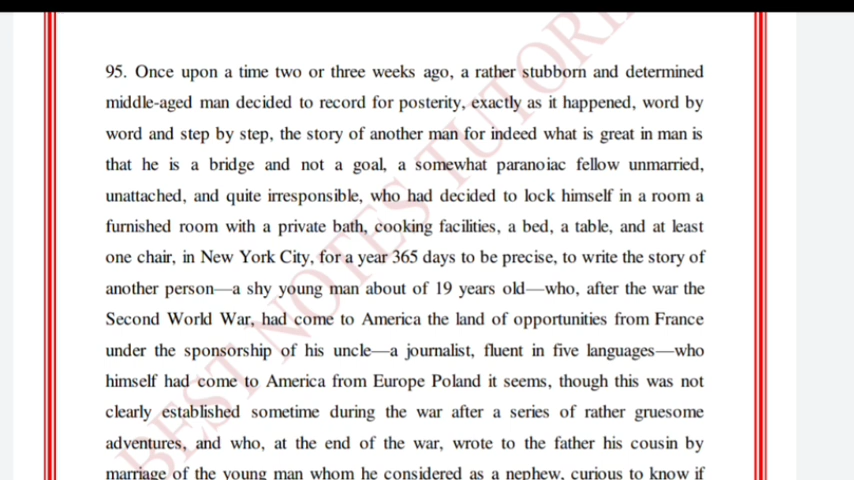 95. Once upon a time two or three weeks ago, a rather stubborn and determined
middle-aged man decided to record for posterity, exactly as it happened, word by
word and step by step, the story of another man for indeed what is great in man is
that he is a bridge and not a goal, a somewhat paranoiac fellow unmarried,
unattached, and quite irresponsible, who had decided to lock himself in a room a
furnished room with a private bath, cooking facilities, a bed, a table, and at least
one chair, in New York City, for a year 365 days to be precise, to write the story of
another person—a shy young man about of 19 years old—who, after the war the
Second World War, had come to America the land of opportunities from France
under the sponsorship of his uncle—a journalist, fluent in five languages—who
himself had come to America from Europe Poland it seems, though this was not
clearly established sometime during the war after a series of rather gruesome
adventures, and who, at the end of the war, wrote to the father his cousin by
marriage of the young man whom he considered as a nephew, curious to know if
BEST NOTES TUTORI